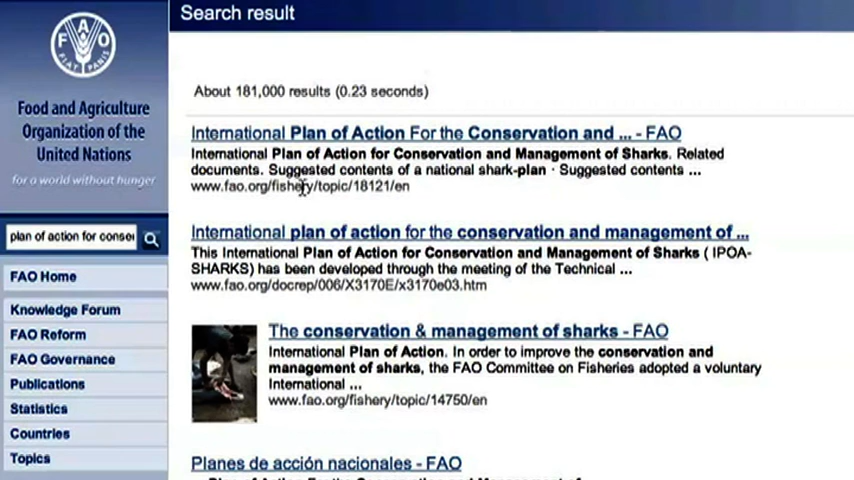 Search result
F A O
FIAT PANIS
Food and Agriculture
Organization of the
United Nations
for a world without hunger
plan of action for conser
FAO Home
Knowledge Forum
FAO Reform
FAO Governance
Publications
Statistics
Countries
Topics
About 181,000 results (0.23 seconds)
International Plan of Action For the Conservation and ... - FAO
International Plan of Action for Conservation and Management of Sharks. Related
documents. Suggested contents of a national shark-plan · Suggested contents ...
www.fao.org/fishery/topic/18121/en
International plan of action for the conservation and management of ...
This International Plan of Action for Conservation and Management of Sharks ( IPOA-
SHARKS) has been developed through the meeting of the Technical ...
www.fao.org/docrep/006/X3170E/x3170e03.htm
The conservation & management of sharks - FAO
International Plan of Action. In order to improve the conservation and
management of sharks, the FAO Committee on Fisheries adopted a voluntary
International ...
www.fao.org/fishery/topic/14750/en
Planes de acción nacionales - FAO